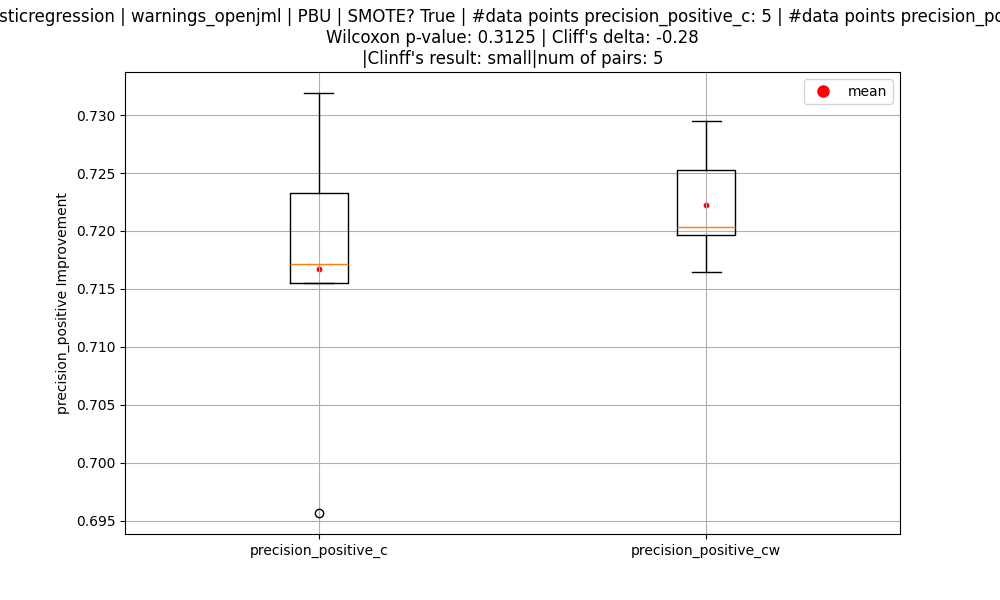 sticregression | warnings_openjml | PBU | SMOTE? True | #data points precision_positive_c: 5 | #data points precision_po
Wilcoxon p-value: 0.3125 | Cliff's delta: -0.28
|Clinff's result: small|num of pairs: 5
mean
0.730
0.725
0.720
0.715
0.710
0.705
0.700
0.695
precision_positive Improvement
precision_positive_c
precision_positive_cw